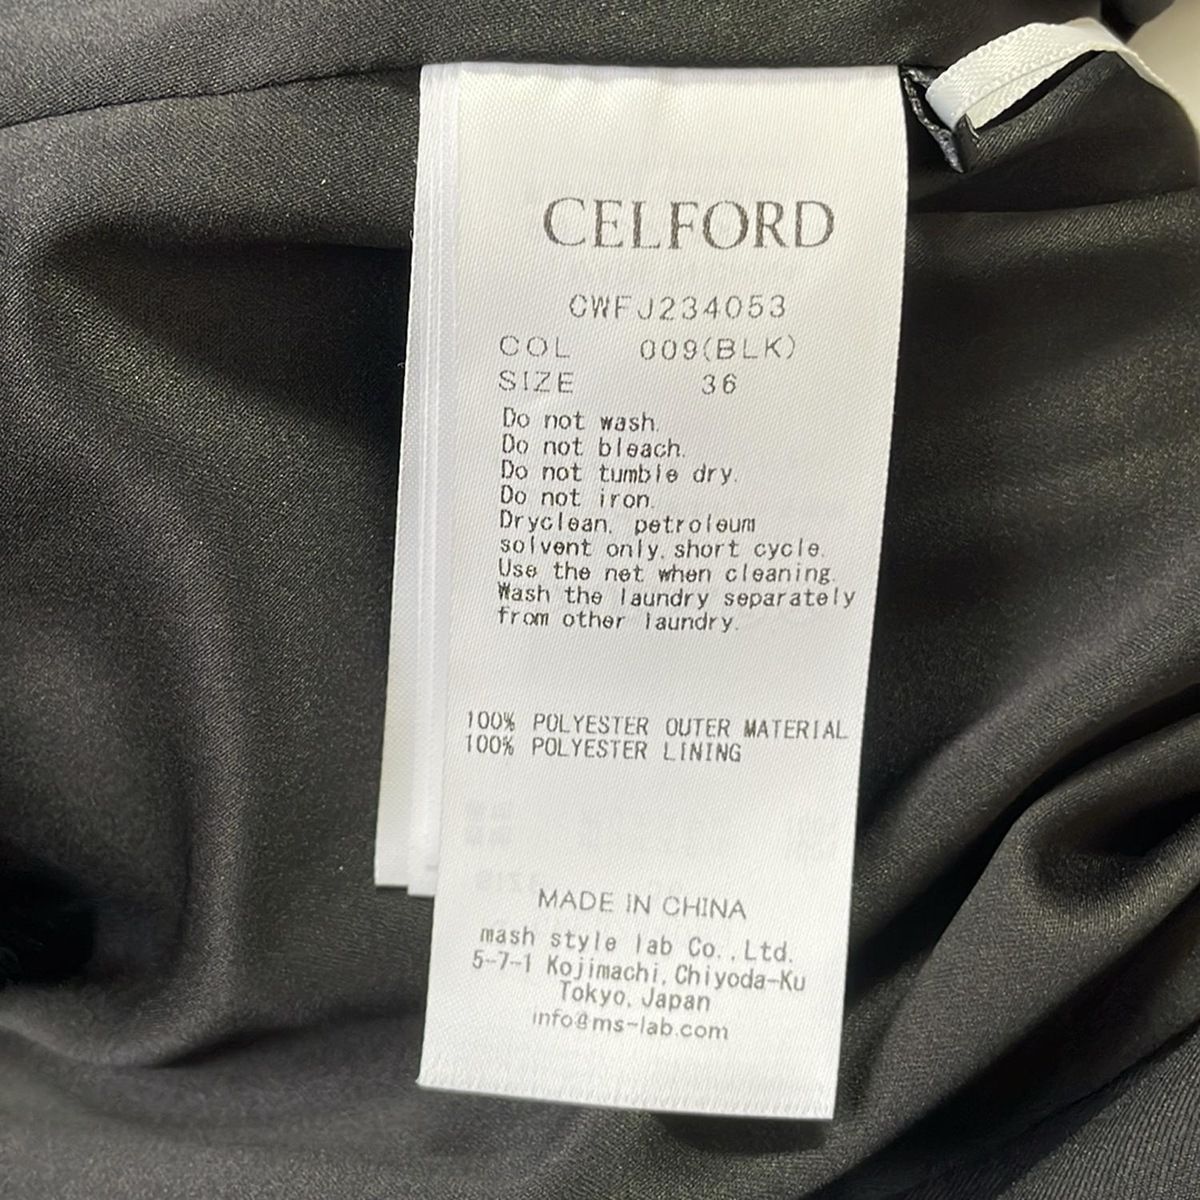 CELFORD
CWFJ234053
COL 009(BLK)
SIZE 36
Do not wash.
Do not bleach.
Do not tumble dry.
Do not iron.
Dryclean, petroleum
solvent only, short cycle.
Use the net when cleaning.
Wash the laundry separately
from other laundry.
100% POLYESTER OUTER MATERIAL
100% POLYESTER LINING
MADE IN CHINA
mash style lab Co.,Ltd.
5-7-1 Kojimachi, Chiyoda-Ku
Tokyo, Japan
info@ms-lab.com